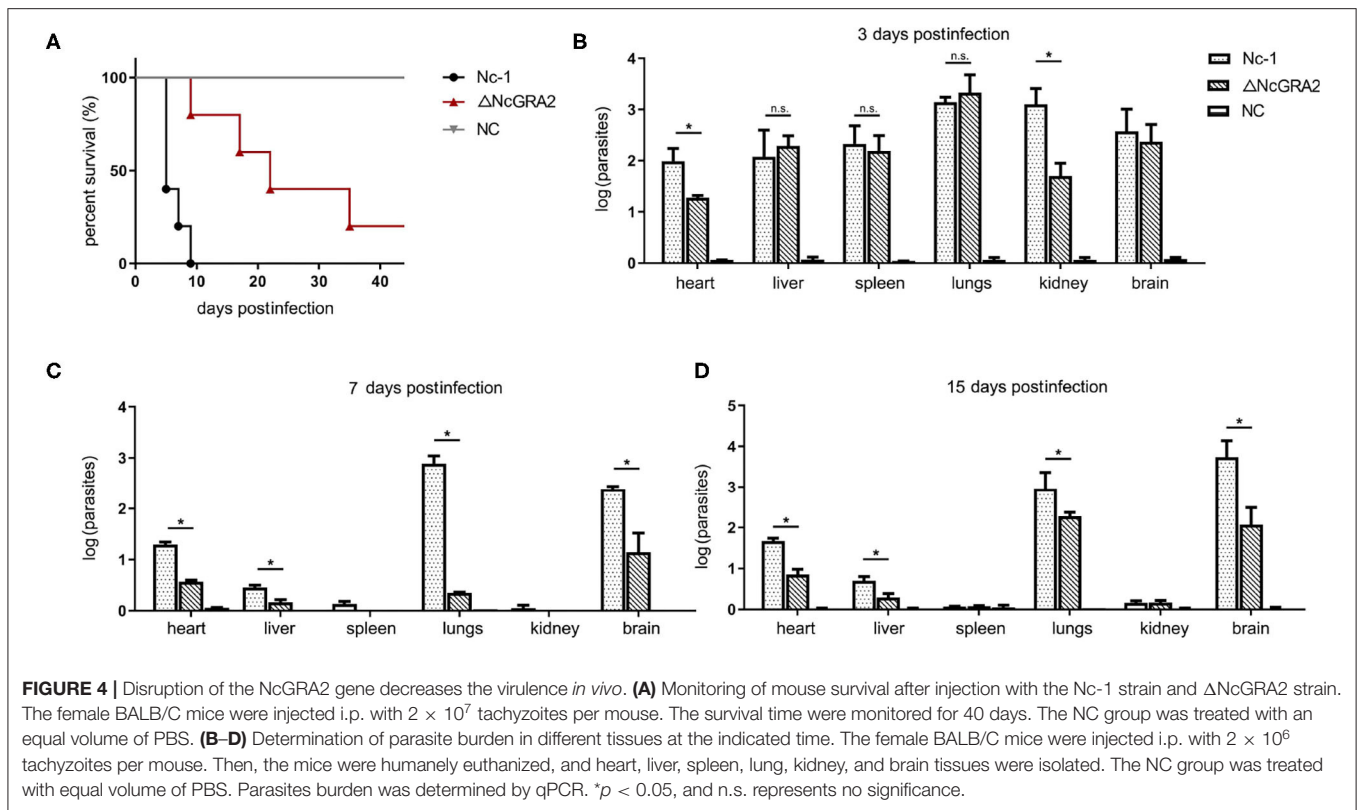 A
100
50
0
percent survival (%)
0
10
20
30
40
days postinfection
Nc-1
ΔNcGRA2
NC
B
3 days postinfection
4
3
2
1
0
log (parasites)
*
n.s.
n.s.
n.s.
*
heart
liver
spleen
lungs
kidney
brain
Nc-1
ΔNcGRA2
NC
C
7 days postinfection
4
3
2
1
0
log (parasites)
*
*
*
*
heart
liver
spleen
lungs
kidney
brain
D
15 days postinfection
5
4
3
2
1
0
log (parasites)
*
*
*
*
heart
liver
spleen
lungs
kidney
brain
FIGURE 4 | Disruption of the NcGRA2 gene decreases the virulence in vivo. (A) Monitoring of mouse survival after injection with the Nc-1 strain and ΔNcGRA2 strain.
The female BALB/C mice were injected i.p. with 2 × 10⁷ tachyzoites per mouse. The survival time were monitored for 40 days. The NC group was treated with an
equal volume of PBS. (B–D) Determination of parasite burden in different tissues at the indicated time. The female BALB/C mice were injected i.p. with 2 × 10⁶
tachyzoites per mouse. Then, the mice were humanely euthanized, and heart, liver, spleen, lung, kidney, and brain tissues were isolated. The NC group was treated
with equal volume of PBS. Parasites burden was determined by qPCR. *p < 0.05, and n.s. represents no significance.